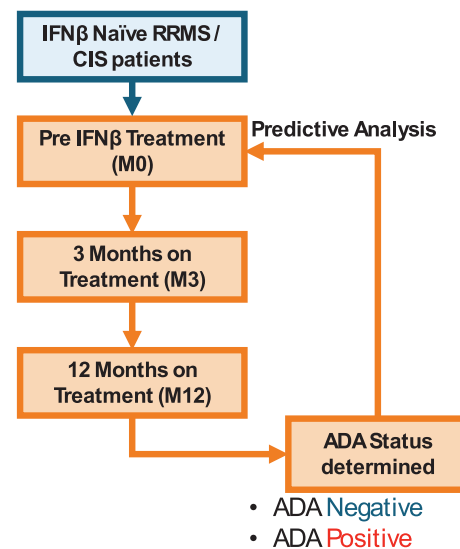 IFNβ Naïve RRMS /
CIS patients
Pre IFNβ Treatment
(M0)
Predictive Analysis
3 Months on
Treatment (M3)
12 Months on
Treatment (M12)
ADA Status
determined
• ADA Negative
• ADA Positive